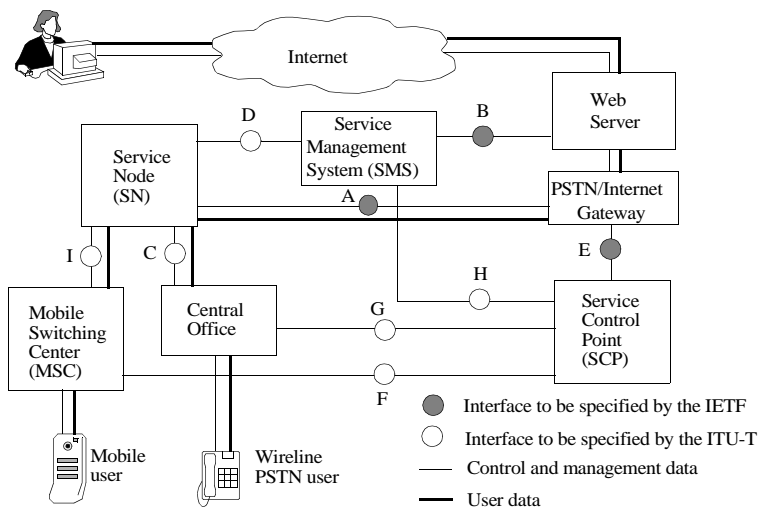 Internet
Web
Server
D
B
Service
Management
System (SMS)
Service
Node
(SN)
A
PSTN/Internet
Gateway
I
C
E
H
Mobile
Switching
Center
(MSC)
Central
Office
G
Service
Control
Point
(SCP)
F
Interface to be specified by the IETF
Interface to be specified by the ITU-T
Control and management data
User data
Mobile
user
Wireline
PSTN user